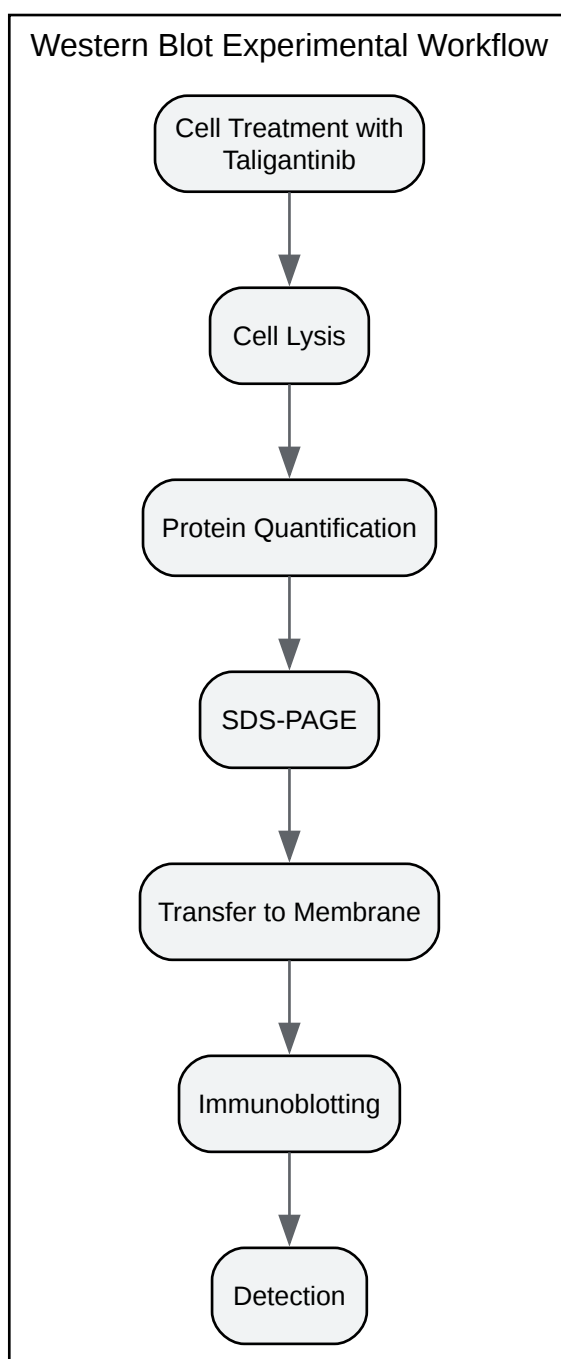 Western Blot Experimental Workflow
Cell Treatment with
Taligantinib
Cell Lysis
Protein Quantification
SDS-PAGE
Transfer to Membrane
Immunoblotting
Detection